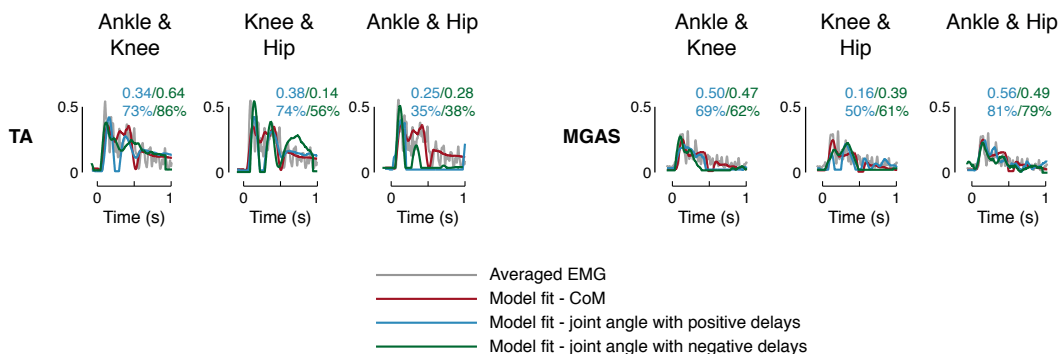 Ankle & Knee
Knee & Hip
Ankle & Hip
Ankle & Knee
Knee & Hip
Ankle & Hip
TA
0.34/0.64
73%/86%
0.5
0
0 1
Time (s)
0.38/0.14
74%/56%
0.5
0
0 1
Time (s)
0.25/0.28
35%/38%
0.5
0
0 1
Time (s)
MGAS
0.50/0.47
69%/62%
0.5
0
0 1
Time (s)
0.16/0.39
50%/61%
0.5
0
0 1
Time (s)
0.56/0.49
81%/79%
0.5
0
0 1
Time (s)
Averaged EMG
Model fit - CoM
Model fit - joint angle with positive delays
Model fit - joint angle with negative delays